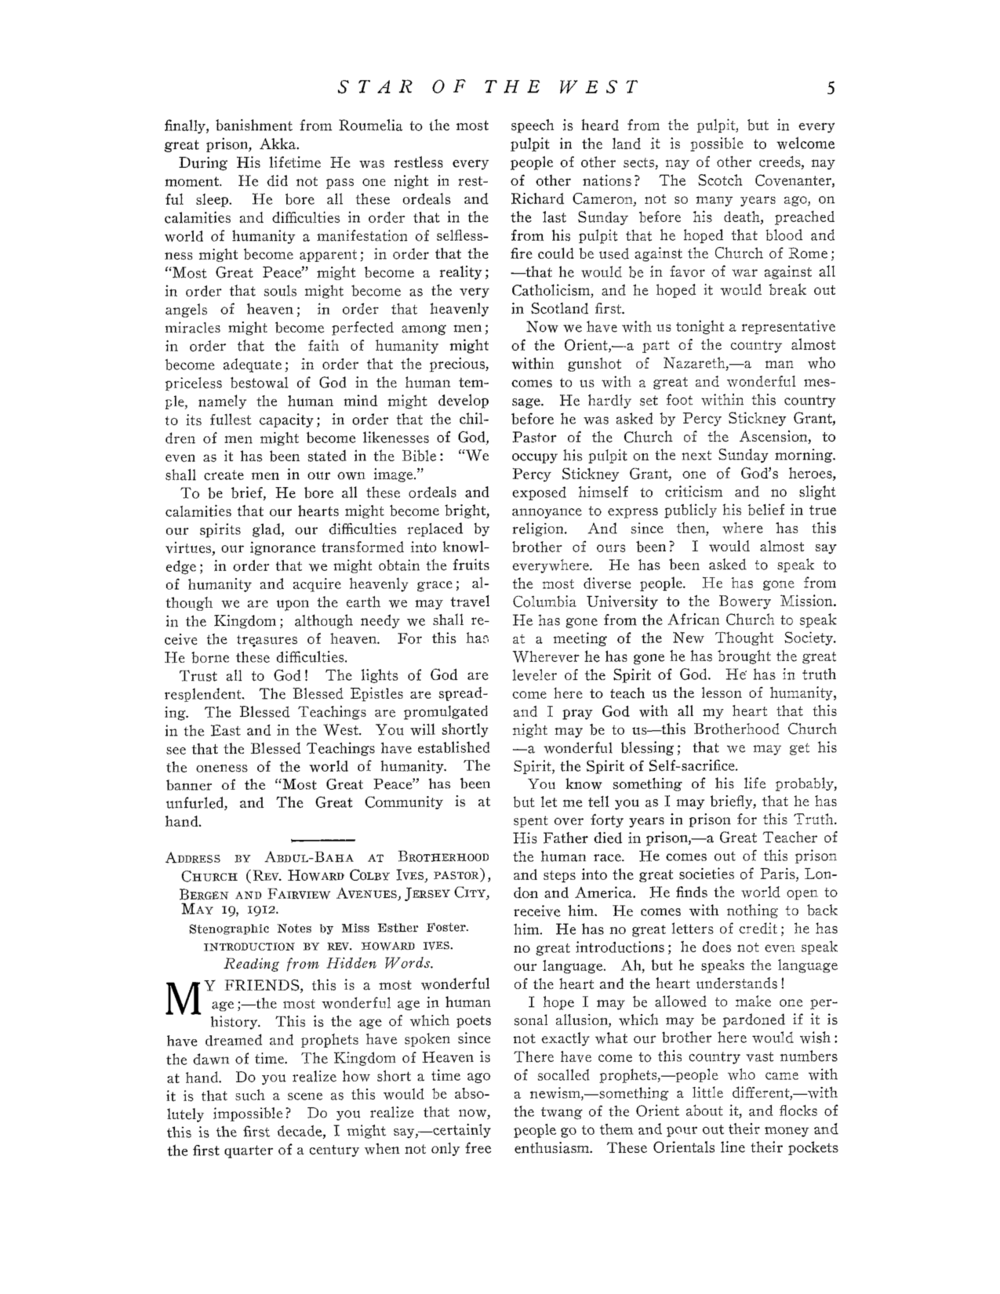 STAR OF THE WEST 5
finally, banishment from Roumelia to the most
great prison, Akka.
During His lifetime He was restless every
moment. He did not pass one night in rest-
ful sleep. He bore all these ordeals and
calamities and difficulties in order that in the
world of humanity a manifestation of selfless-
ness might become apparent; in order that the
"Most Great Peace" might become a reality;
in order that souls might become as the very
angels of heaven; in order that heavenly
miracles might become perfected among men;
in order that the faith of humanity might
become adequate; in order that the precious,
priceless bestowal of God in the human tem-
ple, namely the human mind might develop
to its fullest capacity; in order that the chil-
dren of men might become likenesses of God,
even as it has been stated in the Bible: "We
shall create men in our own image."
To be brief, He bore all these ordeals and
calamities that our hearts might become bright,
our spirits glad, our difficulties replaced by
virtues, our ignorance transformed into knowl-
edge; in order that we might obtain the fruits
of humanity and acquire heavenly grace; al-
though we are upon the earth we may travel
in the Kingdom; although needy we shall re-
ceive the treasures of heaven. For this has
He borne these difficulties.
Trust all to God! The lights of God are
resplendent. The Blessed Epistles are spread-
ing. The Blessed Teachings are promulgated
in the East and in the West. You will shortly
see that the Blessed Teachings have established
the oneness of the world of humanity. The
banner of the "Most Great Peace" has been
unfurled, and The Great Community is at
hand.
ADDRESS BY ABDUL-BAHA AT BROTHERHOOD
CHURCH (REV. HOWARD COLBY IVES, PASTOR),
BERGEN AND FAIRVIEW AVENUES, JERSEY CITY,
MAY 19, 1912.
Stenographic Notes by Miss Esther Foster.
INTRODUCTION BY REV. HOWARD IVES.
Reading from Hidden Words.
MY FRIENDS, this is a most wonderful
age;—the most wonderful age in human
history. This is the age of which poets
have dreamed and prophets have spoken since
the dawn of time. The Kingdom of Heaven is
at hand. Do you realize how short a time ago
it is that such a scene as this would be abso-
lutely impossible? Do you realize that now,
this is the first decade, I might say,—certainly
the first quarter of a century when not only free
speech is heard from the pulpit, but in every
pulpit in the land it is possible to welcome
people of other sects, nay of other creeds, nay
of other nations? The Scotch Covenanter,
Richard Cameron, not so many years ago, on
the last Sunday before his death, preached
from his pulpit that he hoped that blood and
fire could be used against the Church of Rome;
—that he would be in favor of war against all
Catholicism, and he hoped it would break out
in Scotland first.
Now we have with us tonight a representative
of the Orient,—a part of the country almost
within gunshot of Nazareth,—a man who
comes to us with a great and wonderful mes-
sage. He hardly set foot within this country
before he was asked by Percy Stickney Grant,
Pastor of the Church of the Ascension, to
occupy his pulpit on the next Sunday morning.
Percy Stickney Grant, one of God's heroes,
exposed himself to criticism and no slight
annoyance to express publicly his belief in true
religion. And since then, where has this
brother of ours been? I would almost say
everywhere. He has been asked to speak to
the most diverse people. He has gone from
Columbia University to the Bowery Mission.
He has gone from the African Church to speak
at a meeting of the New Thought Society.
Wherever he has gone he has brought the great
leveler of the Spirit of God. He has in truth
come here to teach us the lesson of humanity,
and I pray God with all my heart that this
night may be to us—this Brotherhood Church
—a wonderful blessing; that we may get his
Spirit, the Spirit of Self-sacrifice.
You know something of his life probably,
but let me tell you as I may briefly, that he has
spent over forty years in prison for this Truth.
His Father died in prison,—a Great Teacher of
the human race. He comes out of this prison
and steps into the great societies of Paris, Lon-
don and America. He finds the world open to
receive him. He comes with nothing to back
him. He has no great letters of credit; he has
no great introductions; he does not even speak
our language. Ah, but he speaks the language
of the heart and the heart understands!
I hope I may be allowed to make one per-
sonal allusion, which may be pardoned if it is
not exactly what our brother here would wish:
There have come to this country vast numbers
of socalled prophets,—people who came with
a newism,—something a little different,—with
the twang of the Orient about it, and flocks of
people go to them and pour out their money and
enthusiasm. These Orientals line their pockets